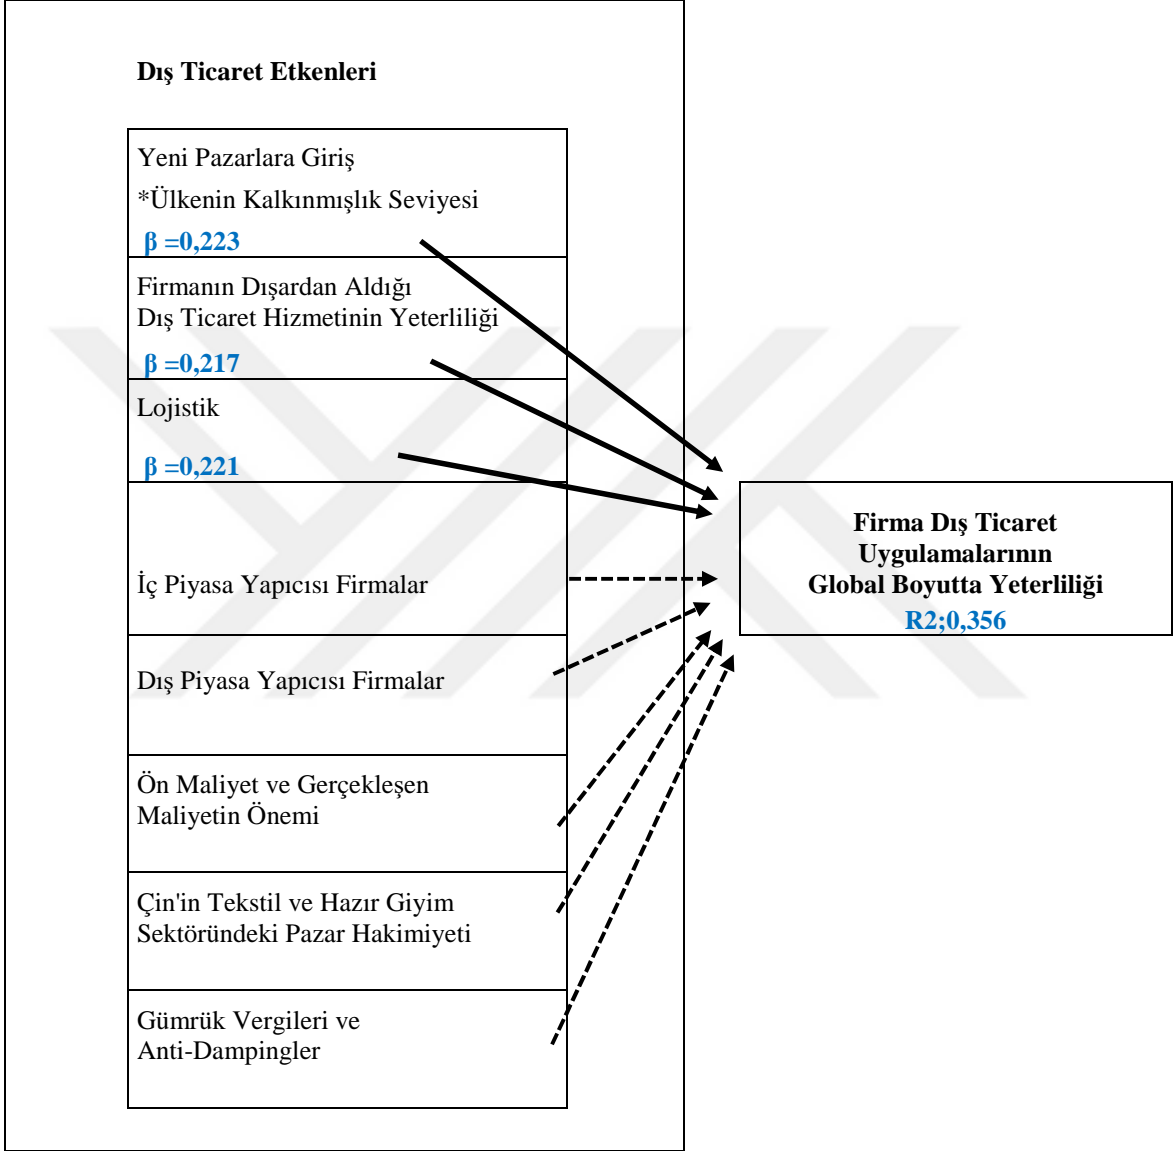 Dış Ticaret Etkenleri
Yeni Pazarlara Giriş
*Ülkenin Kalkınmışlık Seviyesi
β =0,223
Firmanın Dışardan Aldığı
Dış Ticaret Hizmetinin Yeterliliği
β =0,217
Lojistik
β =0,221
İç Piyasa Yapıcısı Firmalar
Dış Piyasa Yapıcısı Firmalar
Ön Maliyet ve Gerçekleşen
Maliyetin Önemi
Çin'in Tekstil ve Hazır Giyim
Sektöründeki Pazar Hakimiyeti
Gümrük Vergileri ve
Anti-Dampingler
Firma Dış Ticaret
Uygulamalarının
Global Boyutta Yeterliliği
R2;0,356